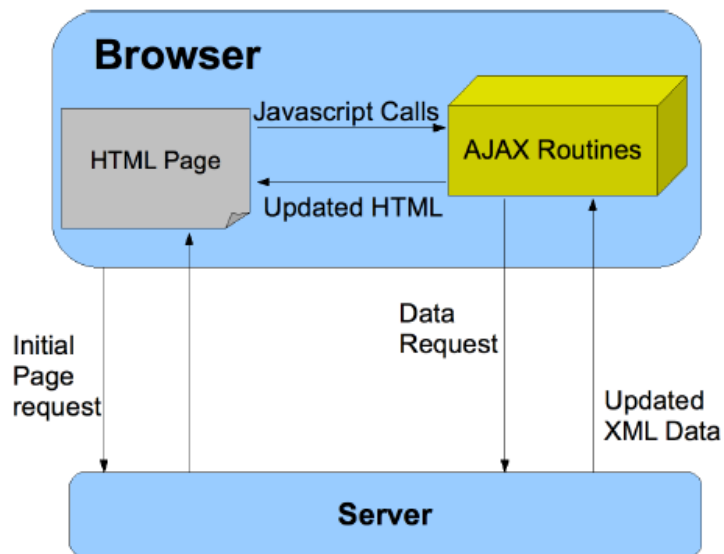 Browser
Javascript Calls
HTML Page
AJAX Routines
Updated HTML
Initial
Page
request
Data
Request
Updated
XML Data
Server